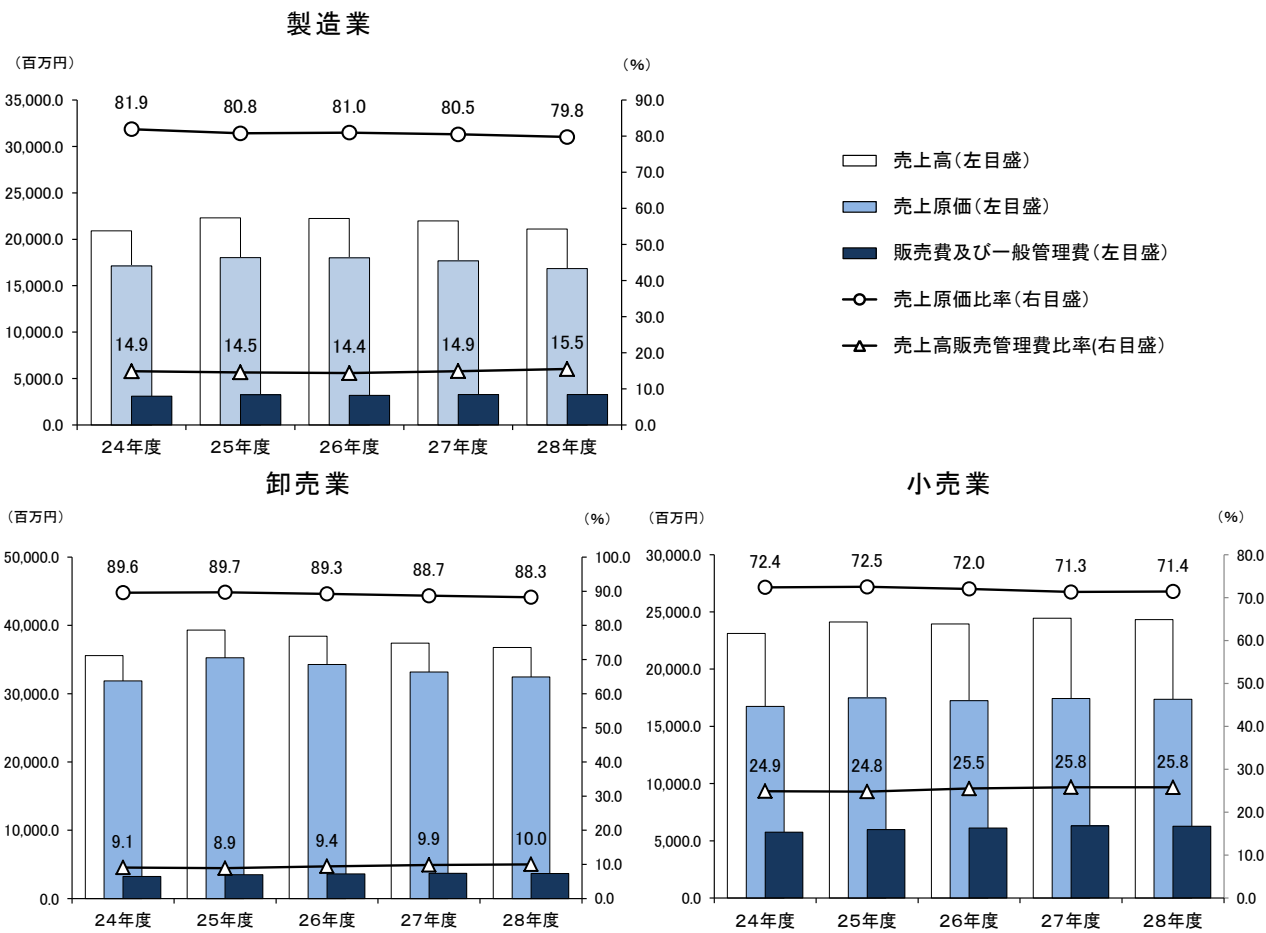 製造業
（百万円）
（％）
81.9 80.8 81.0 80.5 79.8
35,000.0
30,000.0
25,000.0
20,000.0
15,000.0
10,000.0
5,000.0
0.0
90.0
80.0
70.0
60.0
50.0
40.0
30.0
20.0
10.0
0.0
14.9 14.5 14.4 14.9 15.5
24年度 25年度 26年度 27年度 28年度
売上高（左目盛）
売上原価（左目盛）
販売費及び一般管理費（左目盛）
売上原価比率（右目盛）
売上高販売管理費比率(右目盛）
卸売業
（百万円）
（％）
89.6 89.7 89.3 88.7 88.3
50,000.0
40,000.0
30,000.0
20,000.0
10,000.0
0.0
100.0
90.0
80.0
70.0
60.0
50.0
40.0
30.0
20.0
10.0
0.0
9.1 8.9 9.4 9.9 10.0
24年度 25年度 26年度 27年度 28年度
小売業
（百万円）
（％）
72.4 72.5 72.0 71.3 71.4
30,000.0
25,000.0
20,000.0
15,000.0
10,000.0
5,000.0
0.0
80.0
70.0
60.0
50.0
40.0
30.0
20.0
10.0
0.0
24.9 24.8 25.5 25.8 25.8
24年度 25年度 26年度 27年度 28年度